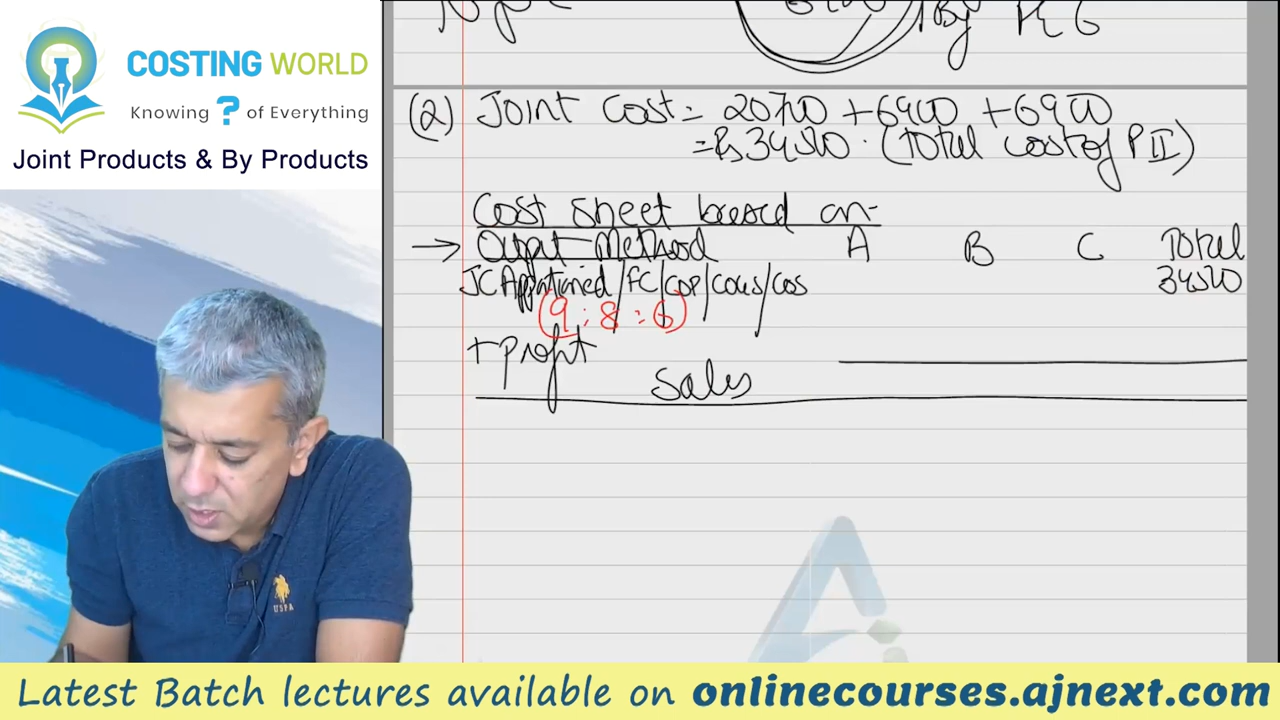 By
COSTING WORLD
Knowing ? of Everything
Joint Products & By Products
(2) Joint Cost = 20700 + 6900 + 6900
= Rs 34500. (Total cost of P II)
Cost Sheet based on-
→ Output Method A B C Total
JC Apportioned/FC/COP/COGS/COS 34500
(9:8:6)
+ Profit
Sales
USPA
Latest Batch lectures available on onlinecourses.ajnext.com